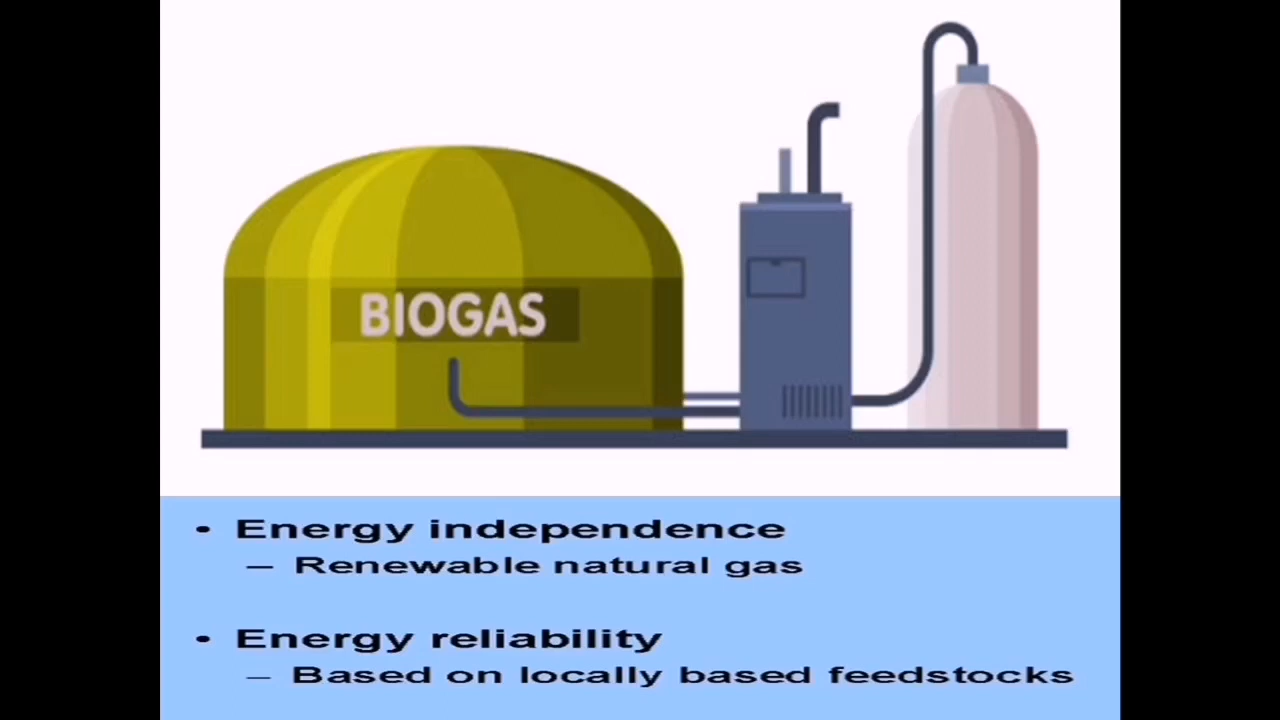 BIOGAS
• Energy independence
– Renewable natural gas
• Energy reliability
– Based on locally based feedstocks